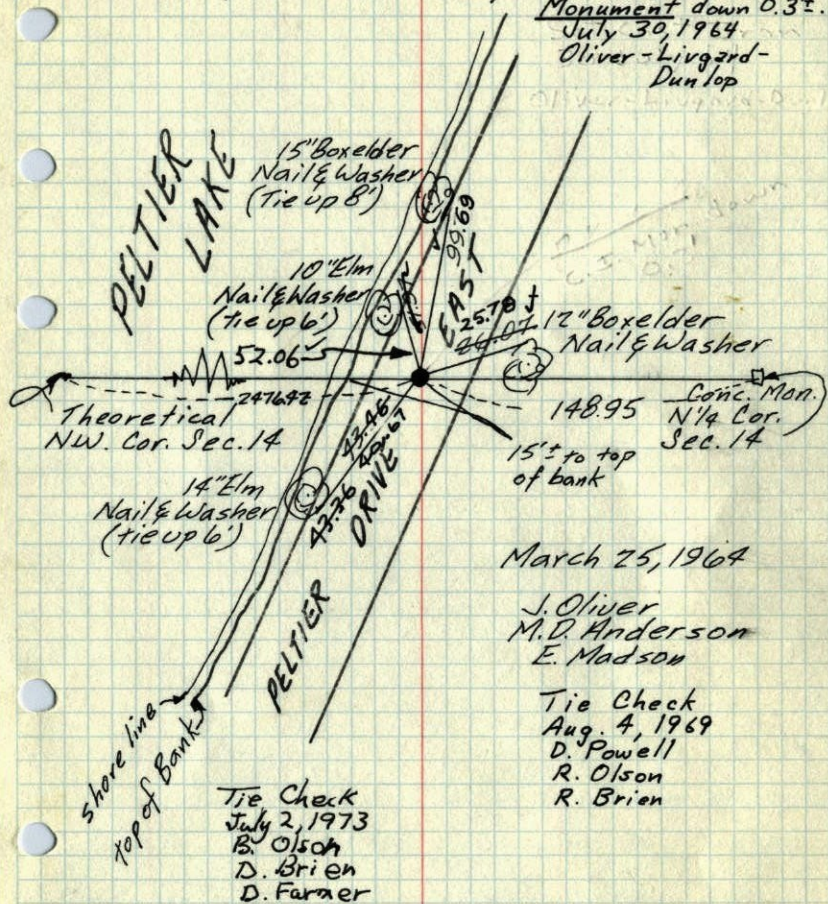 Monument down 0.3±.
July 30, 1964
Oliver - Livgard -
Dunlop
PELTIER
LAKE
15" Boxelder
Nail & Washer
(Tie up 8')
99.69
10" Elm
Nail & Washer
(tie up 6')
EAST
25.78
26.07
12" Boxelder
Nail & Washer
52.06
2476.42
Theoretical
N.W. Cor. Sec. 14
148.95
Conc. Mon.
N¼ Cor.
Sec. 14
15'± to top
of bank
43.46
43.36
14" Elm
Nail & Washer
(tie up 6')
PELTIER DRIVE
March 25, 1964
J. Oliver
M.D. Anderson
E. Madson
Tie Check
Aug. 4, 1969
D. Powell
R. Olson
R. Brien
shore line
top of Bank
Tie Check
July 2, 1973
B. Olson
D. Brien
D. Farmer